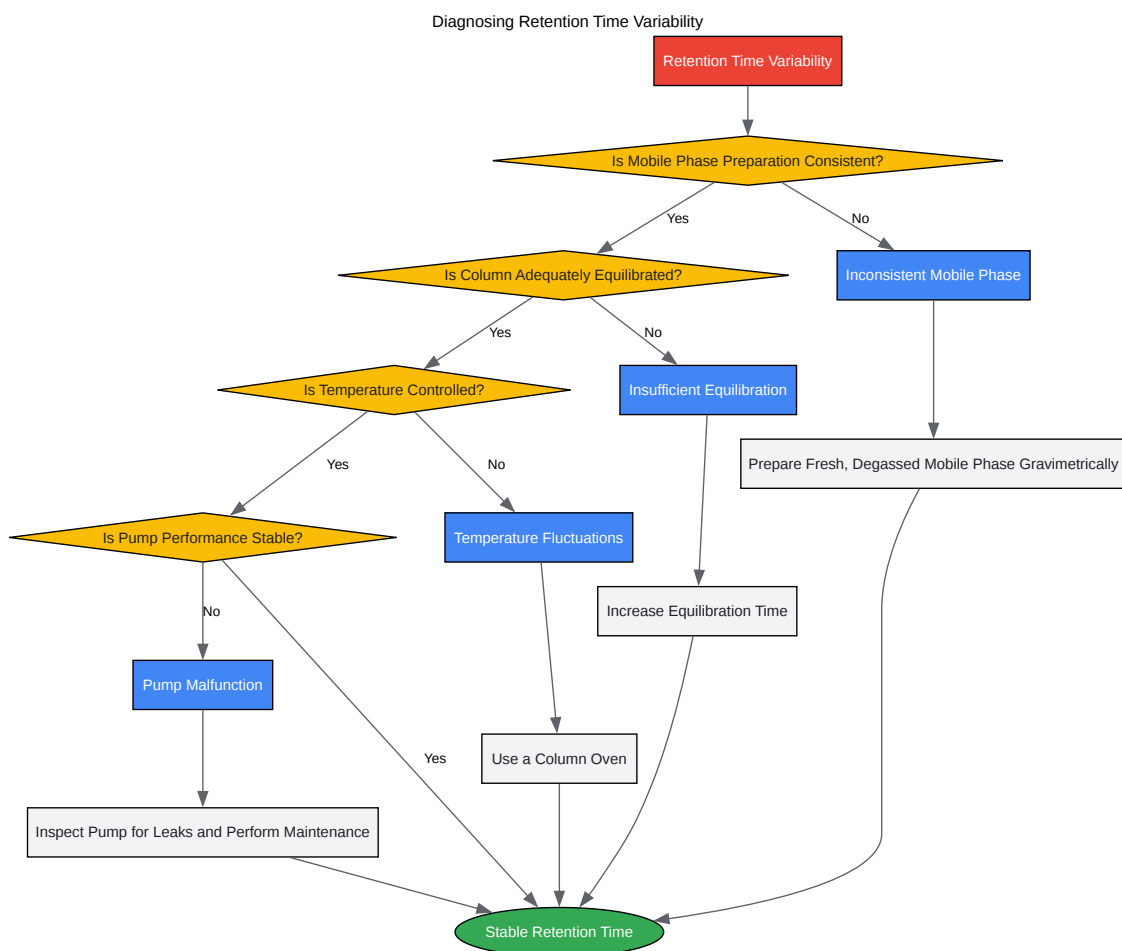 Diagnosing Retention Time Variability
Retention Time Variability
Is Mobile Phase Preparation Consistent?
Yes
No
Is Column Adequately Equilibrated?
Inconsistent Mobile Phase
Yes
No
Is Temperature Controlled?
Insufficient Equilibration
Yes
No
Prepare Fresh, Degassed Mobile Phase Gravimetrically
Is Pump Performance Stable?
Temperature Fluctuations
No
Increase Equilibration Time
Pump Malfunction
Yes
Use a Column Oven
Inspect Pump for Leaks and Perform Maintenance
Stable Retention Time